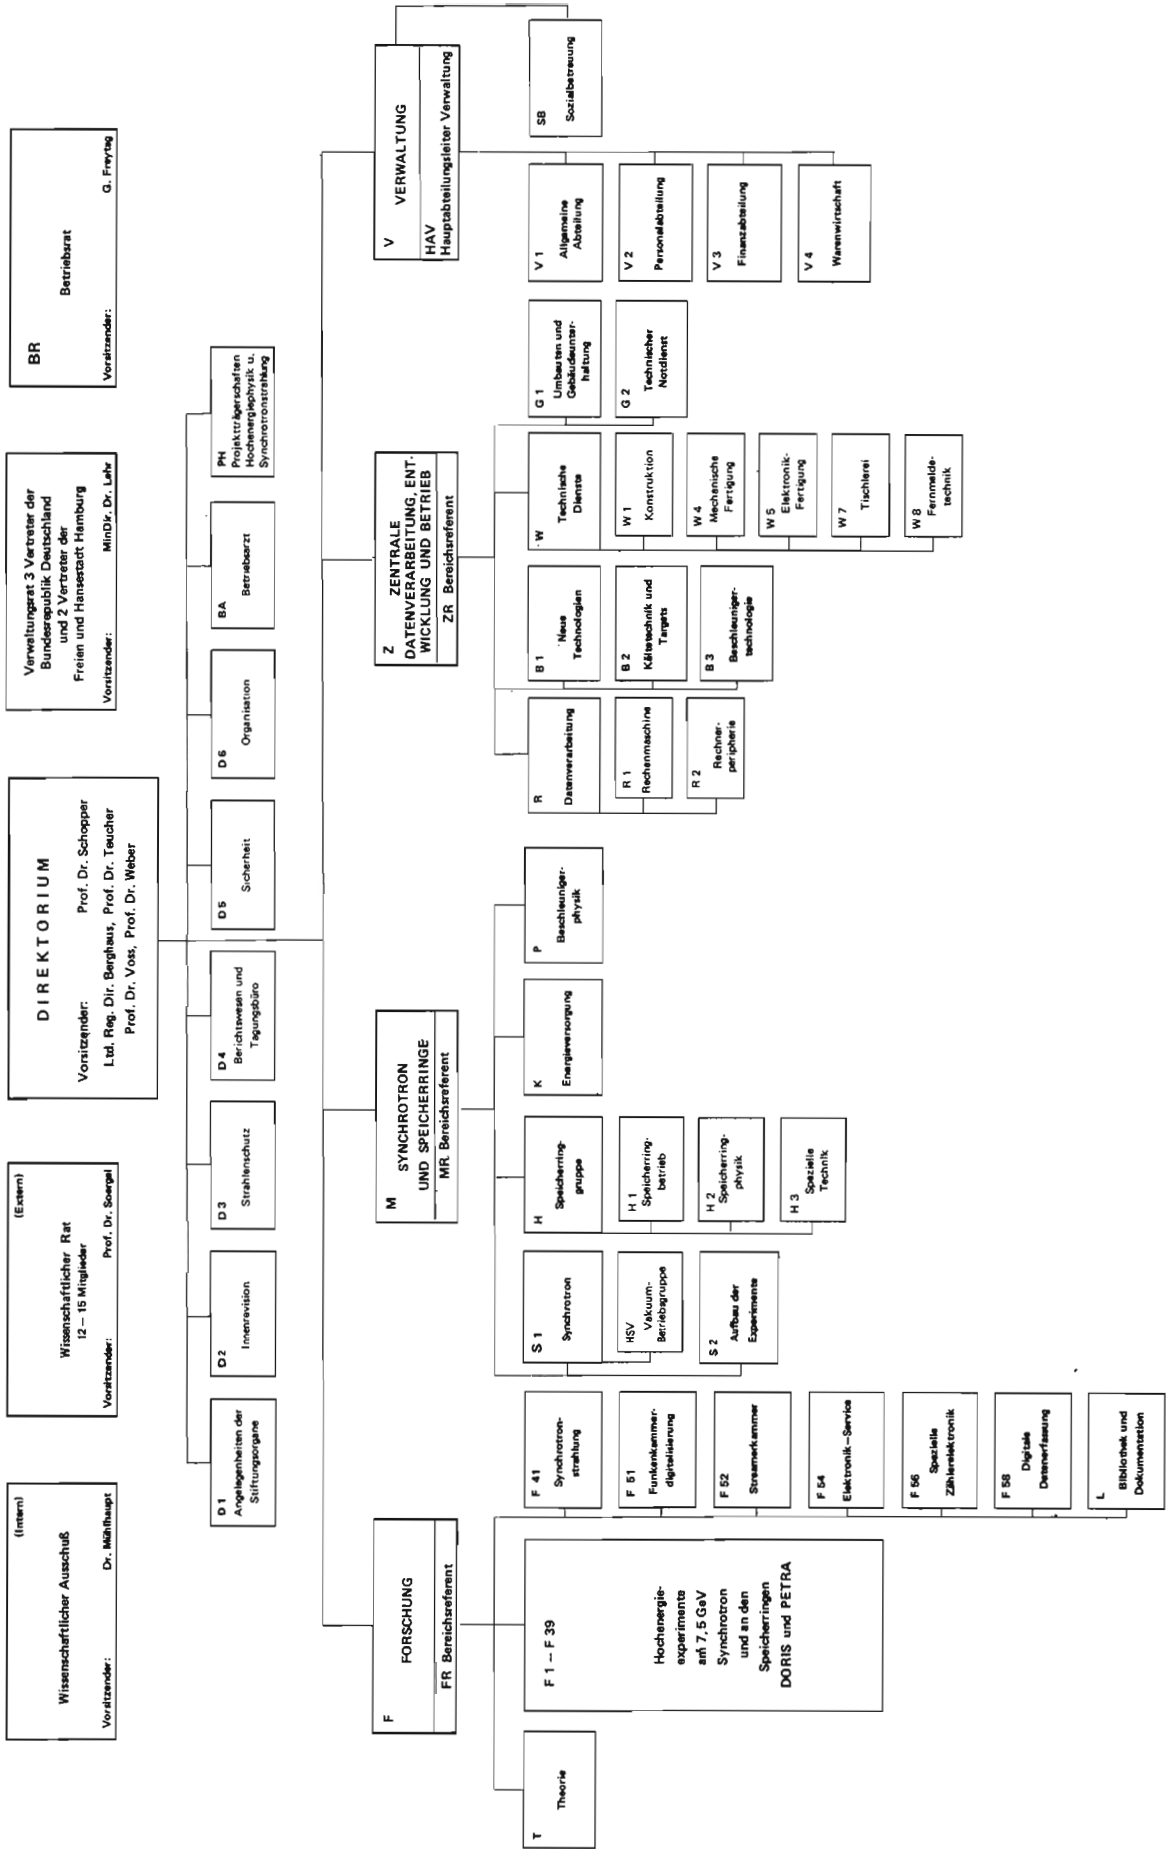 (Intern)
Wissenschaftlicher Ausschuß
Vorsitzender: Dr. Mühlhaupt
(Extern)
Wissenschaftlicher Rat
12 – 15 Mitglieder
Vorsitzender: Prof. Dr. Soergel
DIREKTORIUM
Vorsitzender: Prof. Dr. Schopper
Ltd. Reg. Dir. Berghaus, Prof. Dr. Teucher
Prof. Dr. Voss, Prof. Dr. Weber
Verwaltungsrat 3 Vertreter der
Bundesrepublik Deutschland
und 2 Vertreter der
Freien und Hansestadt Hamburg
Vorsitzender: MinDir. Dr. Lehr
BR
Betriebsrat
Vorsitzender: G. Freytag
D 1
Angelegenheiten der
Stiftungsorgane
D 2
Innenrevision
D 3
Strahlenschutz
D 4
Berichtswesen und
Tagungsbüro
D 5
Sicherheit
D 6
Organisation
BA
Betriebsarzt
PH
Projektträgerschaften
Hochenergiephysik u.
Synchrotronstrahlung
F
FORSCHUNG
FR Bereichsreferent
M
SYNCHROTRON
UND SPEICHERRINGE
MR. Bereichsreferent
Z
ZENTRALE
DATENVERARBEITUNG, ENT-
WICKLUNG UND BETRIEB
ZR Bereichsreferent
V
VERWALTUNG
HAV
Hauptabteilungsleiter Verwaltung
T
Theorie
F 1 – F 39
Hochenergie-
experimente
am 7,5 GeV
Synchrotron
und an den
Speicherringen
DORIS und PETRA
F 41
Synchrotron-
strahlung
F 51
Funkenkammer-
digitalisierung
F 52
Streamerkammer
F 54
Elektronik–Service
F 56
Spezielle
Zählerelektronik
F 58
Digitale
Datenerfassung
L
Bibliothek und
Dokumentation
S 1
Synchrotron
HSV
Vakuum-
Betriebsgruppe
S 2
Aufbau der
Experimente
H
Speicherring-
gruppe
H 1
Speicherring-
betrieb
H 2
Speicherring-
physik
H 3
Spezielle
Technik
K
Energieversorgung
P
Beschleuniger-
physik
R
Datenverarbeitung
R 1
Rechenmaschine
R 2
Rechner-
peripherie
B 1
Neue
Technologien
B 2
Kältetechnik und
Targets
B 3
Beschleuniger-
technologie
W
Technische
Dienste
W 1
Konstruktion
W 4
Mechanische
Fertigung
W 5
Elektronik-
Fertigung
W 7
Tischlerei
W 8
Fernmelde-
technik
G 1
Umbauten und
Gebäudeunter-
haltung
G 2
Technischer
Notdienst
V 1
Allgemeine
Abteilung
V 2
Personalabteilung
V 3
Finanzabteilung
V 4
Warenwirtschaft
SB
Sozialbetreuung